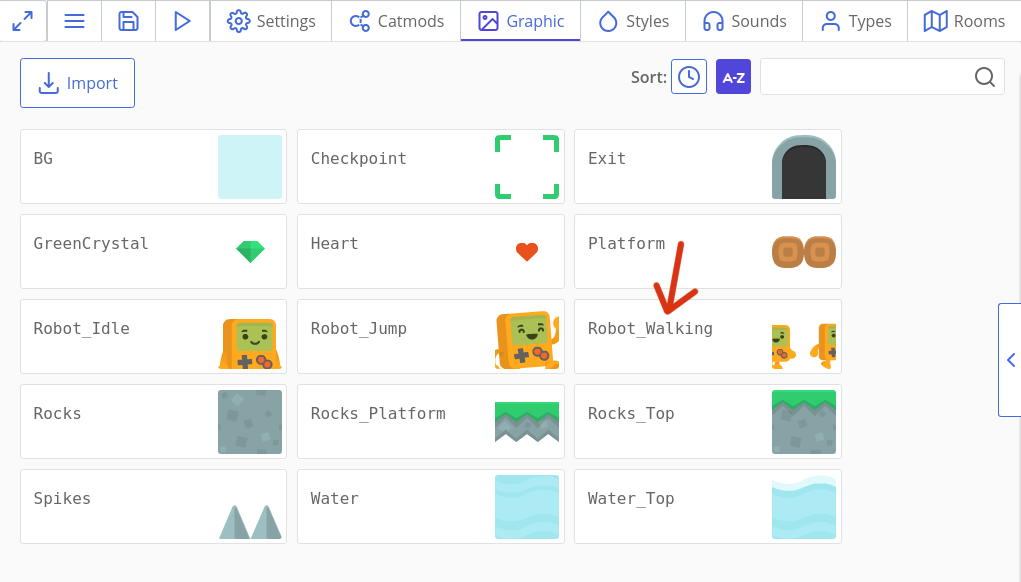 Settings Catmods Graphic Styles Sounds Types Rooms
Import Sort: A-Z
BG Checkpoint Exit
GreenCrystal Heart Platform
Robot_Idle Robot_Jump Robot_Walking
Rocks Rocks_Platform Rocks_Top
Spikes Water Water_Top